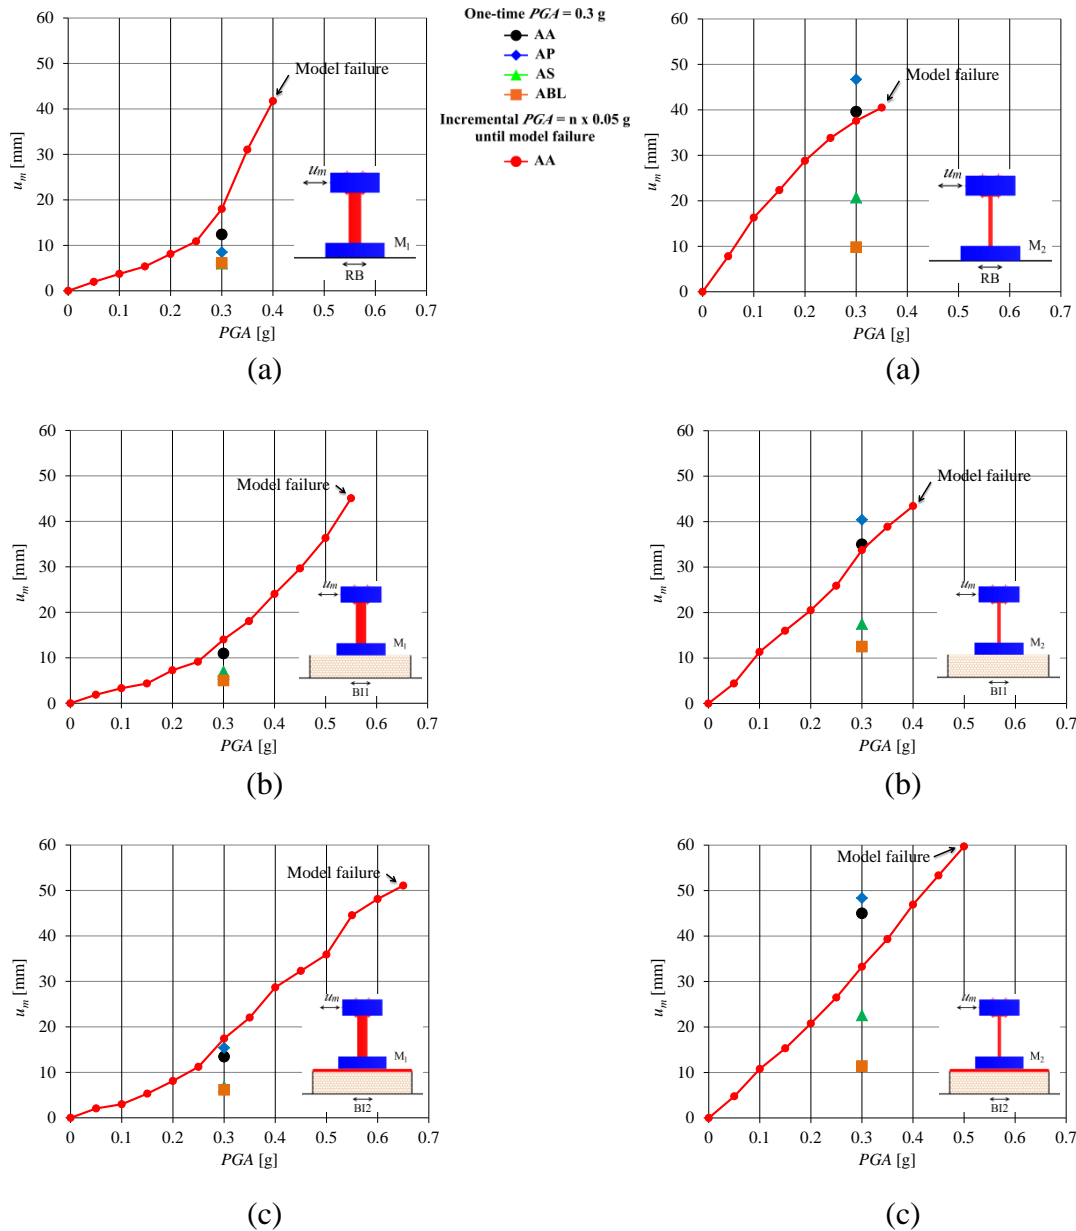 One-time PGA = 0.3 g
AA
AP
AS
ABL
Incremental PGA = n x 0.05 g
until model failure
AA
60
50
40
30
20
10
0
u_m [mm]
0 0.1 0.2 0.3 0.4 0.5 0.6 0.7
PGA [g]
Model failure
u_m
M₁
RB
(a)
60
50
40
30
20
10
0
u_m [mm]
0 0.1 0.2 0.3 0.4 0.5 0.6 0.7
PGA [g]
Model failure
u_m
M₂
RB
(a)
60
50
40
30
20
10
0
u_m [mm]
0 0.1 0.2 0.3 0.4 0.5 0.6 0.7
PGA [g]
Model failure
u_m
M₁
BI1
(b)
60
50
40
30
20
10
0
u_m [mm]
0 0.1 0.2 0.3 0.4 0.5 0.6 0.7
PGA [g]
Model failure
u_m
M₂
BI1
(b)
60
50
40
30
20
10
0
u_m [mm]
0 0.1 0.2 0.3 0.4 0.5 0.6 0.7
PGA [g]
Model failure
u_m
M₁
BI2
(c)
60
50
40
30
20
10
0
u_m [mm]
0 0.1 0.2 0.3 0.4 0.5 0.6 0.7
PGA [g]
Model failure
u_m
M₂
BI2
(c)